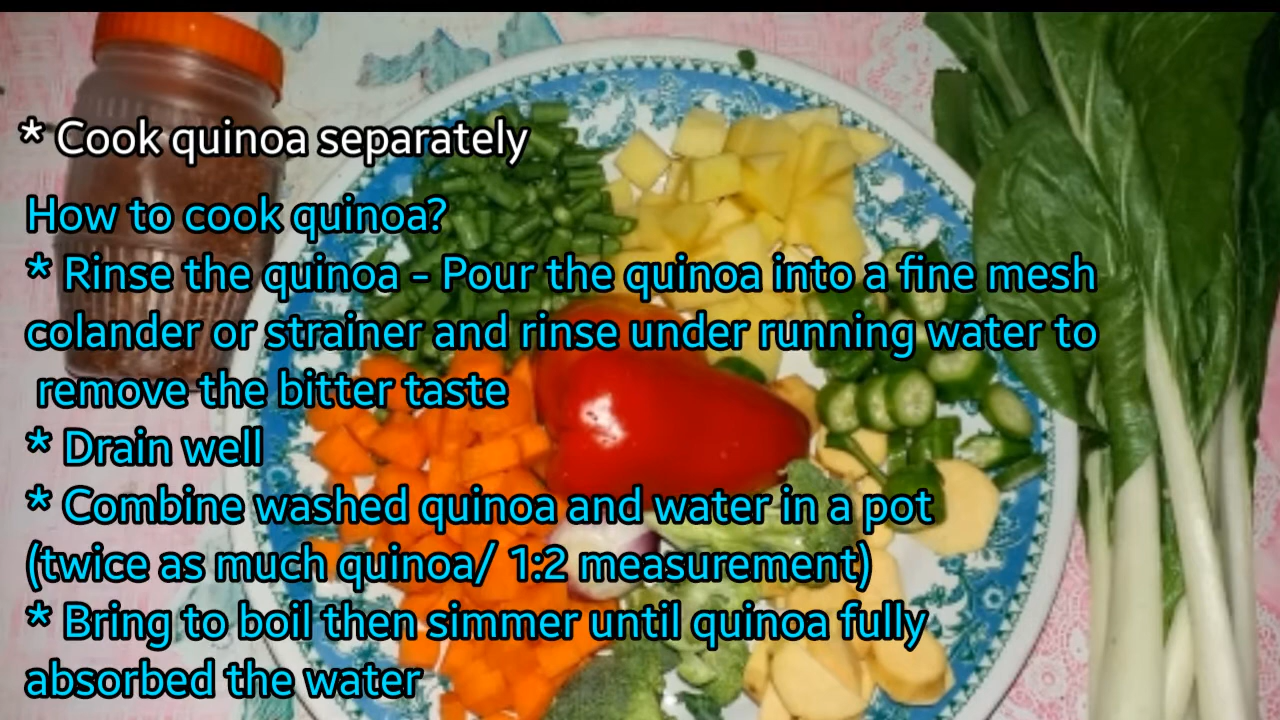 * Cook quinoa separately
How to cook quinoa?
* Rinse the quinoa - Pour the quinoa into a fine mesh
colander or strainer and rinse under running water to
remove the bitter taste
* Drain well
* Combine washed quinoa and water in a pot
(twice as much quinoa/ 1:2 measurement)
* Bring to boil then simmer until quinoa fully
absorbed the water